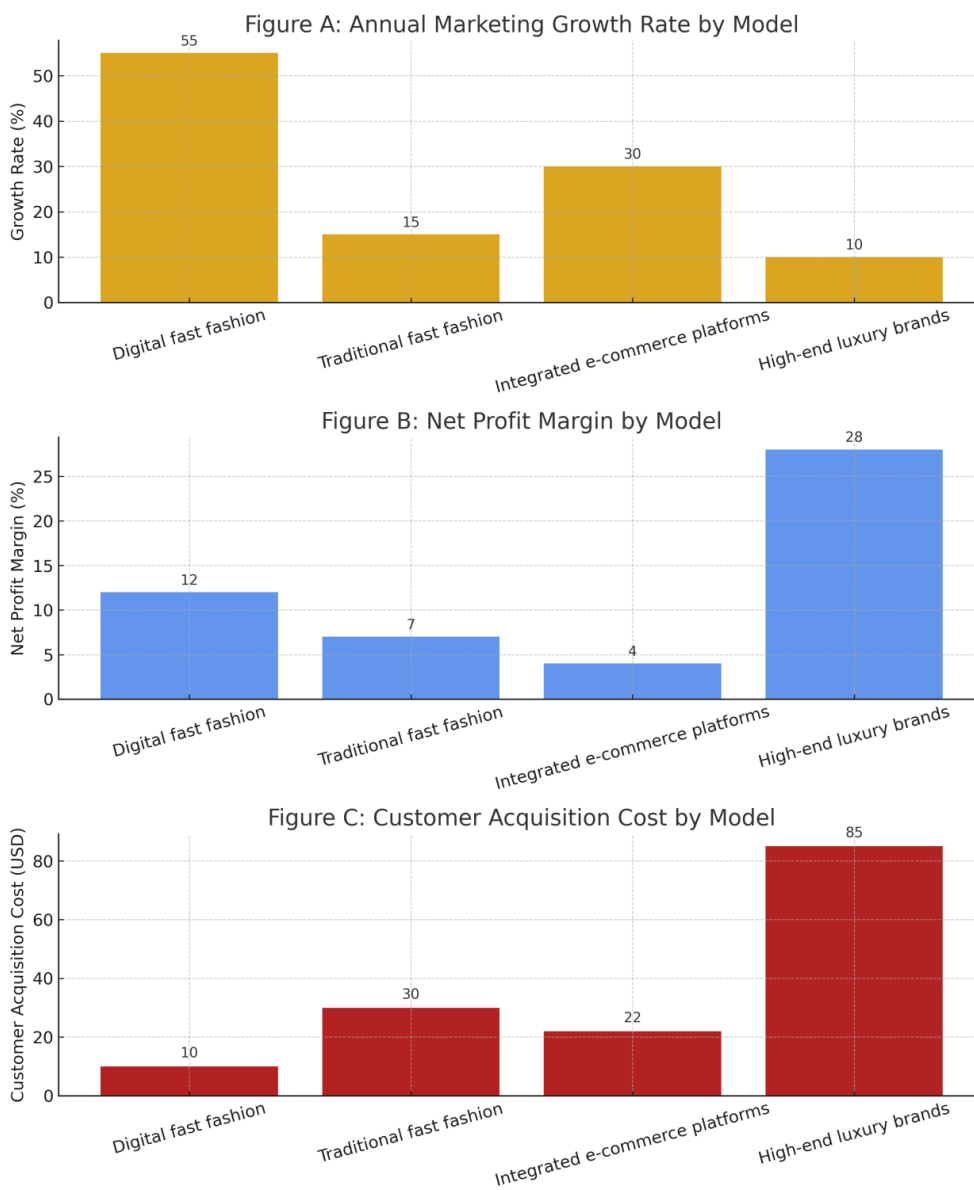 Figure A: Annual Marketing Growth Rate by Model
Growth Rate (%)
50
40
30
20
10
0
55
15
30
10
Digital fast fashion
Traditional fast fashion
Integrated e-commerce platforms
High-end luxury brands
Figure B: Net Profit Margin by Model
Net Profit Margin (%)
25
20
15
10
5
0
12
7
4
28
Digital fast fashion
Traditional fast fashion
Integrated e-commerce platforms
High-end luxury brands
Figure C: Customer Acquisition Cost by Model
Customer Acquisition Cost (USD)
80
60
40
20
0
10
30
22
85
Digital fast fashion
Traditional fast fashion
Integrated e-commerce platforms
High-end luxury brands